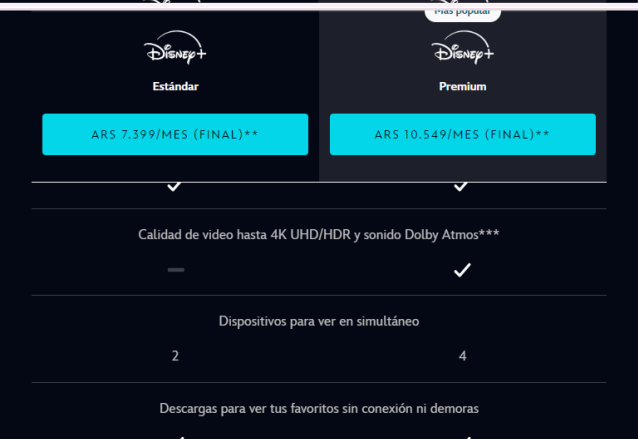 Más popular
Disney+
Disney+
Estándar
Premium
ARS 7.399/MES (FINAL)**
ARS 10.549/MES (FINAL)**
Calidad de video hasta 4K UHD/HDR y sonido Dolby Atmos***
Dispositivos para ver en simultáneo
2
4
Descargas para ver tus favoritos sin conexión ni demoras